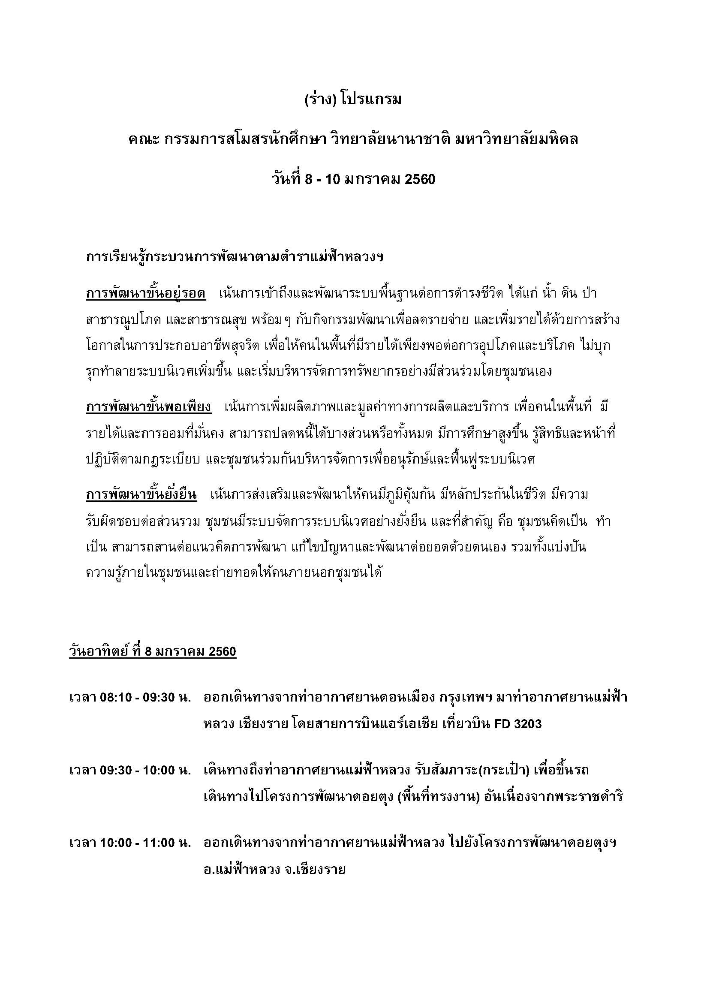 (ร่าง) โปรแกรม
คณะ กรรมการสโมสรนักศึกษา วิทยาลัยนานาชาติ มหาวิทยาลัยมหิดล
วันที่ 8 - 10 มกราคม 2560
การเรียนรู้กระบวนการพัฒนาตามตำราแม่ฟ้าหลวงฯ
การพัฒนาขั้นอยู่รอด เน้นการเข้าถึงและพัฒนาระบบพื้นฐานต่อการดำรงชีวิต ได้แก่ น้ำ ดิน ป่า
สาธารณูปโภค และสาธารณสุข พร้อมๆ กับกิจกรรมพัฒนาเพื่อลดรายจ่าย และเพิ่มรายได้ด้วยการสร้าง
โอกาสในการประกอบอาชีพสุจริต เพื่อให้คนในพื้นที่มีรายได้เพียงพอต่อการอุปโภคและบริโภค ไม่บุก
รุกทำลายระบบนิเวศเพิ่มขึ้น และเริ่มบริหารจัดการทรัพยากรอย่างมีส่วนร่วมโดยชุมชนเอง
การพัฒนาขั้นพอเพียง เน้นการเพิ่มผลิตภาพและมูลค่าทางการผลิตและบริการ เพื่อคนในพื้นที่ มี
รายได้และการออมที่มั่นคง สามารถปลดหนี้ได้บางส่วนหรือทั้งหมด มีการศึกษาสูงขึ้น รู้สิทธิและหน้าที่
ปฏิบัติตามกฎระเบียบ และชุมชนร่วมกันบริหารจัดการเพื่ออนุรักษ์และฟื้นฟูระบบนิเวศ
การพัฒนาขั้นยั่งยืน เน้นการส่งเสริมและพัฒนาให้คนมีภูมิคุ้มกัน มีหลักประกันในชีวิต มีความ
รับผิดชอบต่อส่วนรวม ชุมชนมีระบบจัดการระบบนิเวศอย่างยั่งยืน และที่สำคัญ คือ ชุมชนคิดเป็น ทำ
เป็น สามารถสานต่อแนวคิดการพัฒนา แก้ไขปัญหาและพัฒนาต่อยอดด้วยตนเอง รวมทั้งแบ่งปัน
ความรู้ภายในชุมชนและถ่ายทอดให้คนภายนอกชุมชนได้
วันอาทิตย์ ที่ 8 มกราคม 2560
เวลา 08:10 - 09:30 น. ออกเดินทางจากท่าอากาศยานดอนเมือง กรุงเทพฯ มาท่าอากาศยานแม่ฟ้า
หลวง เชียงราย โดยสายการบินแอร์เอเชีย เที่ยวบิน FD 3203
เวลา 09:30 - 10:00 น. เดินทางถึงท่าอากาศยานแม่ฟ้าหลวง รับสัมภาระ(กระเป๋า) เพื่อขึ้นรถ
เดินทางไปโครงการพัฒนาดอยตุง (พื้นที่ทรงงาน) อันเนื่องจากพระราชดำริ
เวลา 10:00 - 11:00 น. ออกเดินทางจากท่าอากาศยานแม่ฟ้าหลวง ไปยังโครงการพัฒนาดอยตุงฯ
อ.แม่ฟ้าหลวง จ.เชียงราย